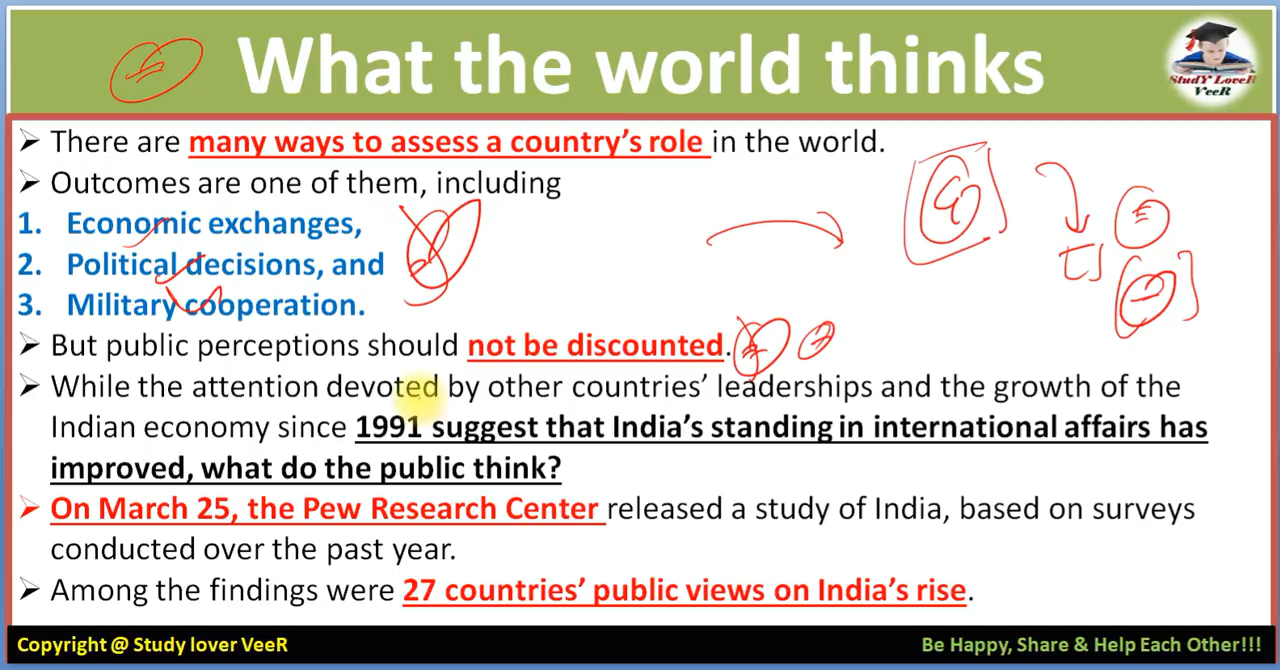 What the world thinks
StudY LoveR
VeeR
➢ There are many ways to assess a country’s role in the world.
➢ Outcomes are one of them, including
1. Economic exchanges,
2. Political decisions, and
3. Military cooperation.
➢ But public perceptions should not be discounted.
➢ While the attention devoted by other countries’ leaderships and the growth of the
Indian economy since 1991 suggest that India’s standing in international affairs has
improved, what do the public think?
➢ On March 25, the Pew Research Center released a study of India, based on surveys
conducted over the past year.
➢ Among the findings were 27 countries’ public views on India’s rise.
Copyright @ Study lover VeeR
Be Happy, Share & Help Each Other!!!